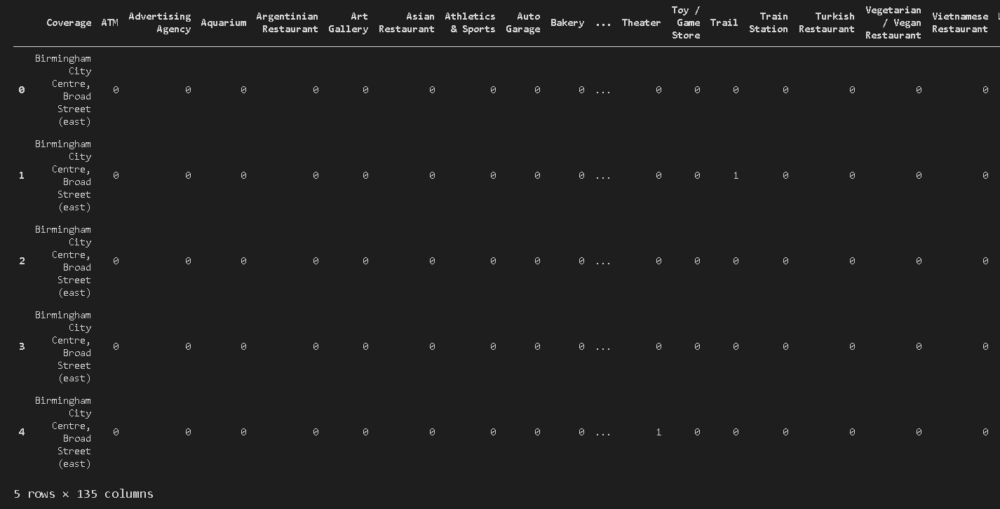 Coverage ATM Advertising Agency Aquarium Argentinian Restaurant Art Gallery Asian Restaurant Athletics & Sports Auto Garage Bakery ... Theater Toy / Game Store Trail Train Station Turkish Restaurant Vegetarian / Vegan Restaurant Vietnamese Restaurant
0 Birmingham City Centre, Broad Street (east) 0 0 0 0 0 0 0 0 0 ... 0 0 0 0 0 0 0
1 Birmingham City Centre, Broad Street (east) 0 0 0 0 0 0 0 0 0 ... 0 0 1 0 0 0 0
2 Birmingham City Centre, Broad Street (east) 0 0 0 0 0 0 0 0 0 ... 0 0 0 0 0 0 0
3 Birmingham City Centre, Broad Street (east) 0 0 0 0 0 0 0 0 0 ... 0 0 0 0 0 0 0
4 Birmingham City Centre, Broad Street (east) 0 0 0 0 0 0 0 0 0 ... 1 0 0 0 0 0 0
5 rows × 135 columns